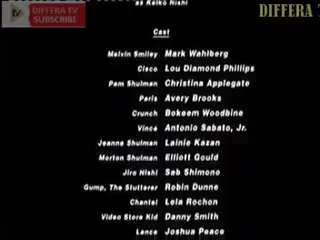 DIFFERA TV
SUBSCRIBE
DIFFERA T
as Keiko Nishi
Cast
Melvin Smiley Mark Wahlberg
Cisco Lou Diamond Phillips
Pam Shulman Christina Applegate
Paris Avery Brooks
Crunch Bokeem Woodbine
Vince Antonio Sabato, Jr.
Jeanne Shulman Lainie Kazan
Morton Shulman Elliott Gould
Jiro Nishi Sab Shimono
Gump, The Stutterer Robin Dunne
Chantel Lela Rochon
Video Store Kid Danny Smith
Lance Joshua Peace